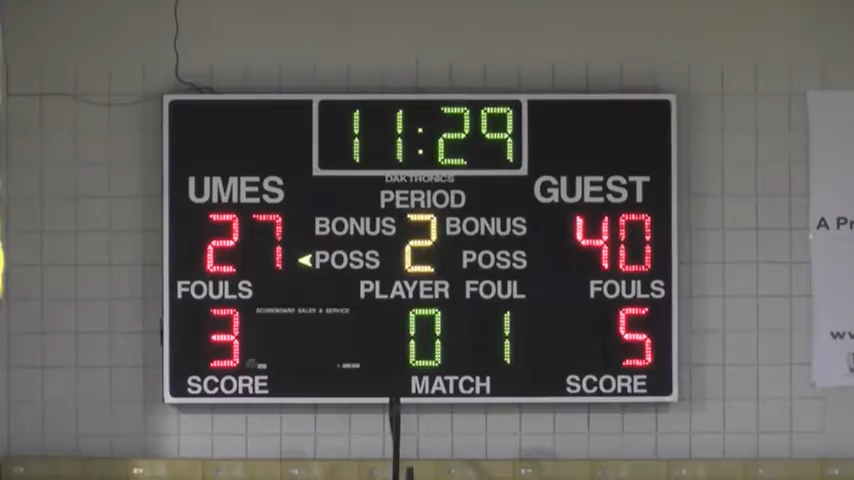 11:29
DAKTRONICS
UMES PERIOD GUEST
27 BONUS 2 BONUS 40
POSS POSS
FOULS PLAYER FOUL FOULS
SCOREBOARD SALES & SERVICE
3 0 1 5
SCORE MATCH SCORE
A Pr
ww